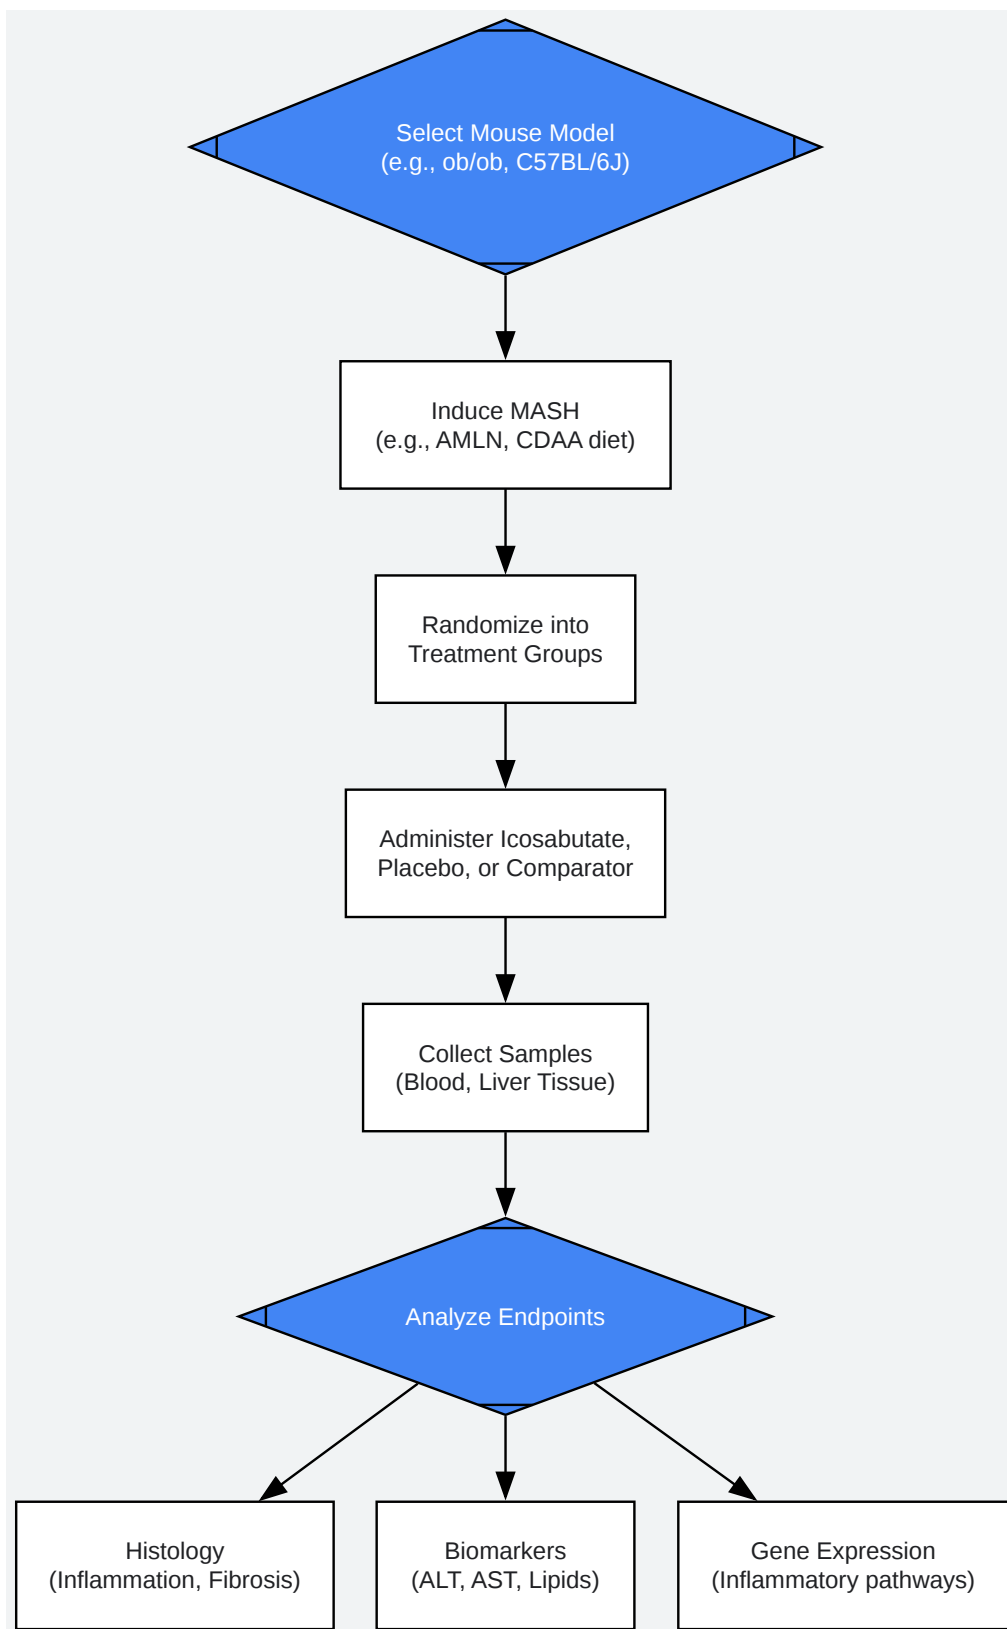 Select Mouse Model
(e.g., ob/ob, C57BL/6J)
Induce MASH
(e.g., AMLN, CDAA diet)
Randomize into
Treatment Groups
Administer Icosabutate,
Placebo, or Comparator
Collect Samples
(Blood, Liver Tissue)
Analyze Endpoints
Histology
(Inflammation, Fibrosis)
Biomarkers
(ALT, AST, Lipids)
Gene Expression
(Inflammatory pathways)